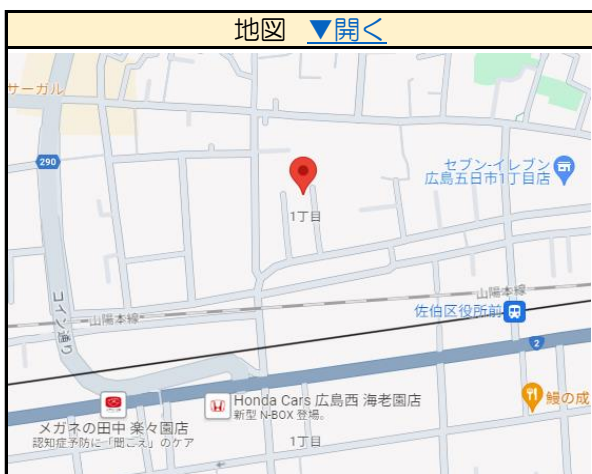 地図 ▼開く
サーガル
290
セブン-イレブン
広島五日市1丁目店
1丁目
山陽本線
佐伯区役所前
山陽本線
コイン通り
2
Honda Cars 広島西 海老園店
新型 N-BOX 登場。
鰻の成
メガネの田中 楽々園店
認知症予防に「聞こえ」のケア
1丁目